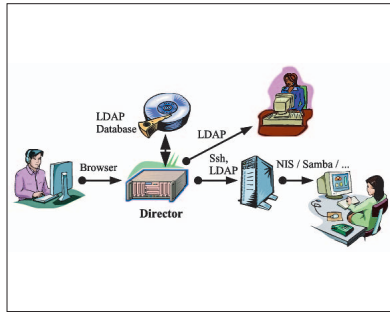 LDAP
Database
LDAP
Browser
Ssh,
LDAP
NIS / Samba / ...
Director